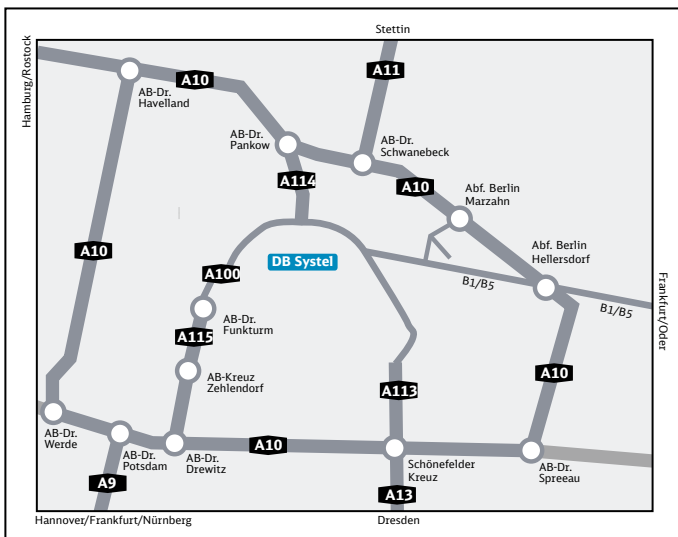 Stettin
Hamburg/Rostock
A10
A11
AB-Dr.
Havelland
AB-Dr.
Pankow
AB-Dr.
Schwanebeck
A114
A10
Abf. Berlin
Marzahn
A10
DB Systel
Abf. Berlin
Hellersdorf
A100
B1/B5
B1/B5
Frankfurt/Oder
AB-Dr.
Funkturm
A115
AB-Kreuz
Zehlendorf
A113
A10
AB-Dr.
Werde
AB-Dr.
Potsdam
AB-Dr.
Drewitz
A10
Schönefelder
Kreuz
AB-Dr.
Spreeau
A9
A13
Hannover/Frankfurt/Nürnberg
Dresden